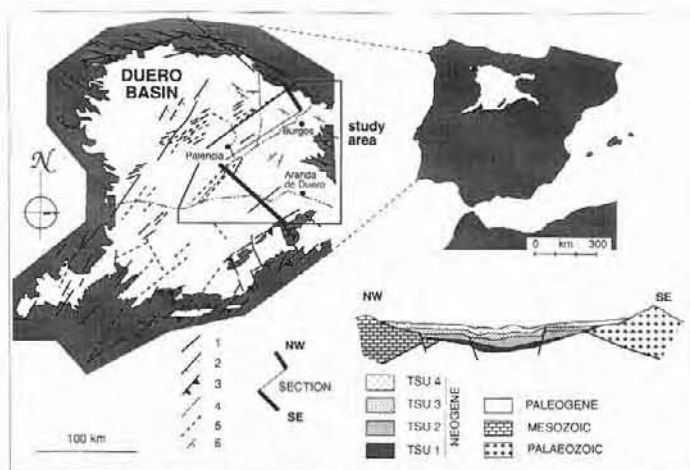 DUERO
BASIN
Burgos
study
area
Palencia
Aranda
de Duero
N
0 km 300
NW
SE
1
2
3
4
5
6
NW
SECTION
SE
100 km
TSU 4
TSU 3
TSU 2
TSU 1
NEOGENE
PALEOGENE
MESOZOIC
PALAEOZOIC